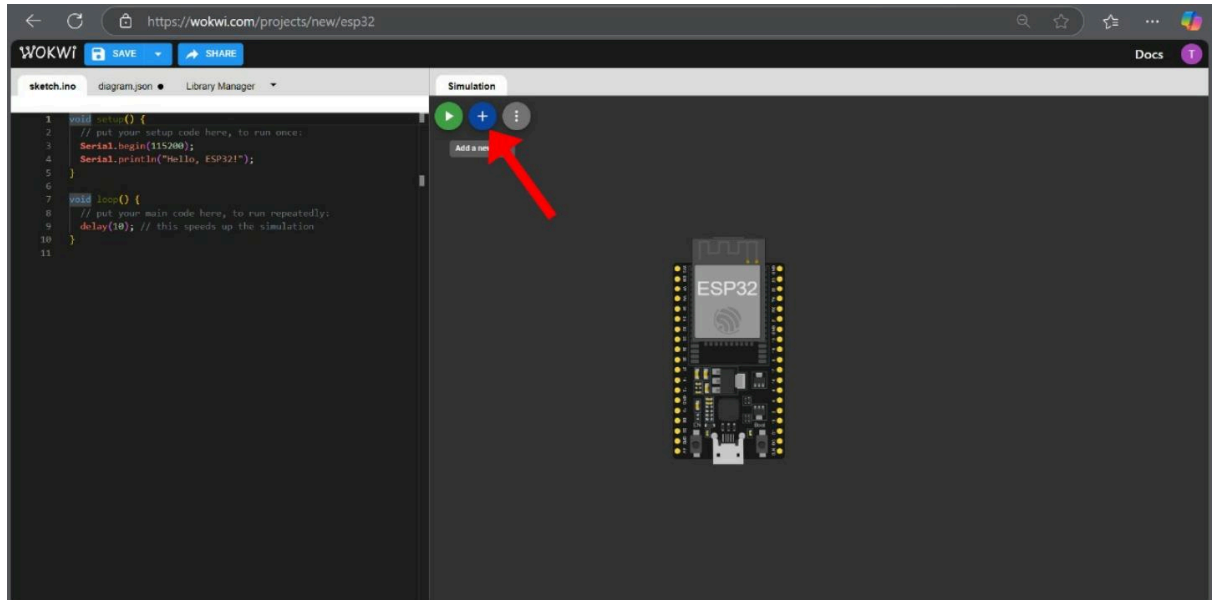 https://wokwi.com/projects/new/esp32
WOKWI SAVE SHARE Docs T
sketch.ino diagram.json ● Library Manager Simulation
1 void setup() {
2 // put your setup code here, to run once:
3 Serial.begin(115200);
4 Serial.println("Hello, ESP32!");
5 }
6
7 void loop() {
8 // put your main code here, to run repeatedly:
9 delay(10); // this speeds up the simulation
10 }
11
Add a
ESP32